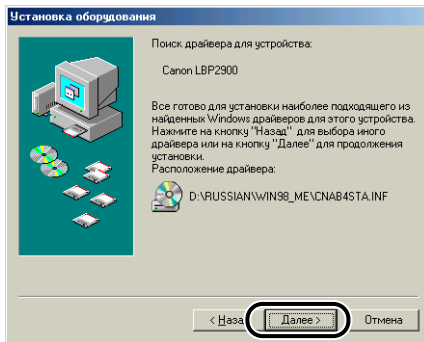 Установка оборудования
Поиск драйвера для устройства:
Canon LBP2900
Все готово для установки наиболее подходящего из
найденных Windows драйверов для этого устройства.
Нажмите на кнопку "Назад" для выбора иного
драйвера или на кнопку "Далее" для продолжения
установки.
Расположение драйвера:
D:\RUSSIAN\WIN98_ME\CNAB4STA.INF
< Наза Далее > Отмена